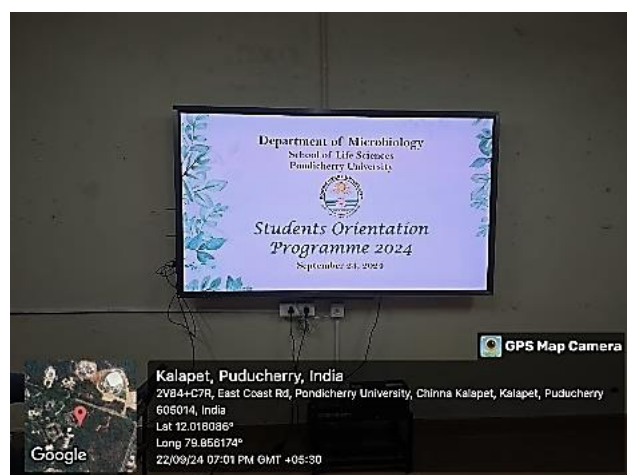 Department of Microbiology
School of Life Sciences
Pondicherry University
Students Orientation
Programme 2024
September 23, 2024
GPS Map Camera
Kalapet, Puducherry, India
2V84+C7R, East Coast Rd, Pondicherry University, Chinna Kalapet, Kalapet, Puducherry
605014, India
Lat 12.016086°
Long 79.856174°
22/09/24 07:01 PM GMT +05:30
Google